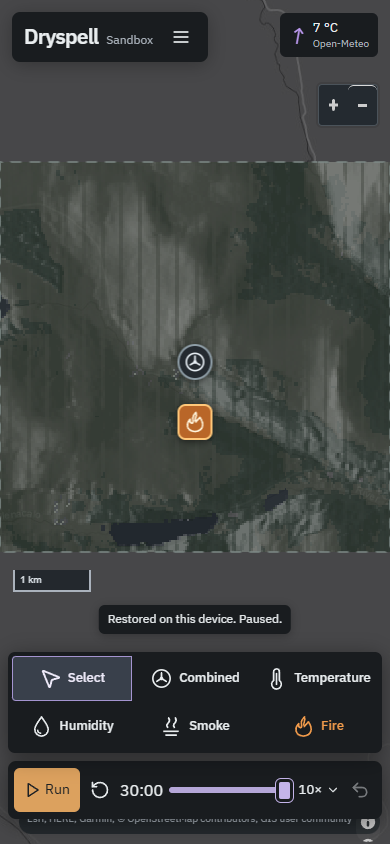 Dryspell Sandbox
7 °C
Open-Meteo
+ −
1 km
Restored on this device. Paused.
Select Combined Temperature
Humidity Smoke Fire
Run 30:00 10×
Esri, HERE, Garmin, © OpenStreetMap contributors, GIS user community